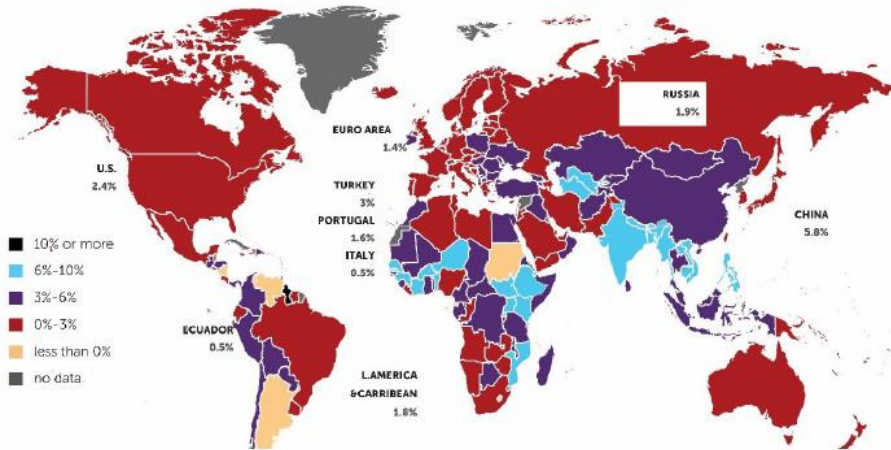 RUSSIA
1.9%
EURO AREA
1.4%
U.S.
2.4%
TURKEY
3%
PORTUGAL
1.6%
ITALY
0.5%
CHINA
5.8%
10% or more
6%-10%
3%-6%
0%-3%
less than 0%
no data
ECUADOR
0.5%
L.AMERICA
&CARRIBEAN
1.8%